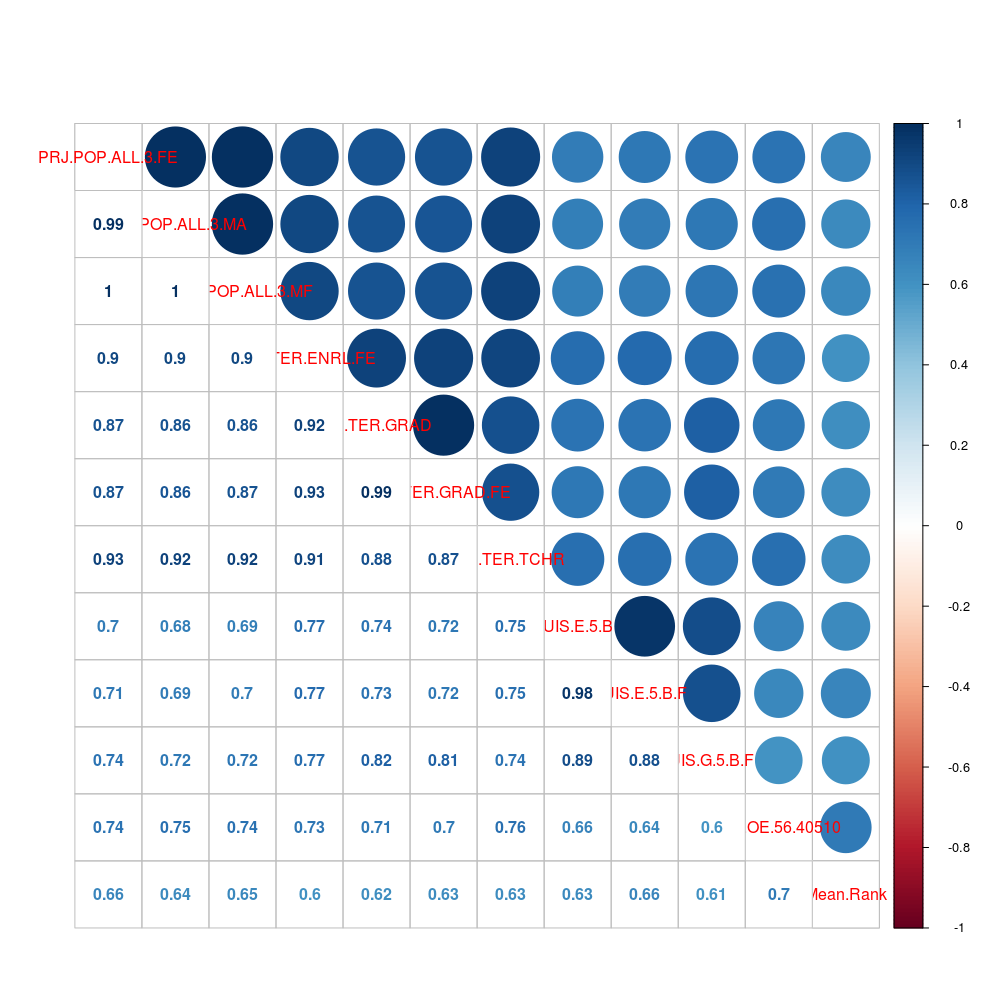 1
PRJ.POP.ALL.3.FE
0.8
0.99 POP.ALL.3.MA
1 1 POP.ALL.3.MF
0.6
0.9 0.9 0.9 TER.ENRL.FE
0.4
0.87 0.86 0.86 0.92 .TER.GRAD
0.2
0.87 0.86 0.87 0.93 0.99 TER.GRAD.FE
0
0.93 0.92 0.92 0.91 0.88 0.87 .TER.TCHR
-0.2
0.7 0.68 0.69 0.77 0.74 0.72 0.75 UIS.E.5.B
-0.4
0.71 0.69 0.7 0.77 0.73 0.72 0.75 0.98 UIS.E.5.B.F
0.74 0.72 0.72 0.77 0.82 0.81 0.74 0.89 0.88 UIS.G.5.B.F
-0.6
0.74 0.75 0.74 0.73 0.71 0.7 0.76 0.66 0.64 0.6 OE.56.40510
-0.8
0.66 0.64 0.65 0.6 0.62 0.63 0.63 0.63 0.66 0.61 0.7 Mean.Rank
-1